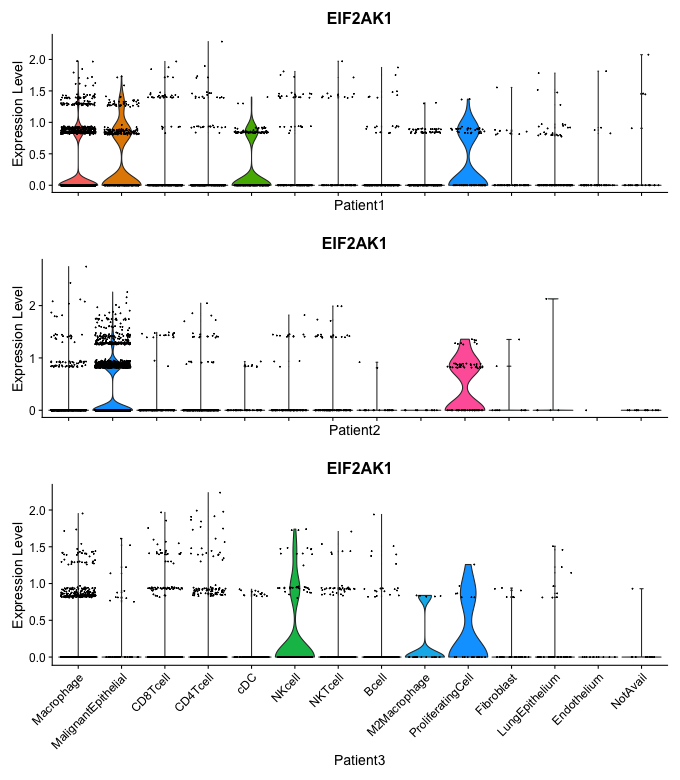 EIF2AK1
Expression Level
2.0
1.5
1.0
0.5
0.0
Patient1
EIF2AK1
Expression Level
2
1
0
Patient2
EIF2AK1
Expression Level
2.0
1.5
1.0
0.5
0.0
Macrophage
MalignantEpithelial
CD8Tcell
CD4Tcell
cDC
NKcell
NKTcell
Bcell
M2Macrophage
ProliferatingCell
Fibroblast
LungEpithelium
Endothelium
NotAvail
Patient3